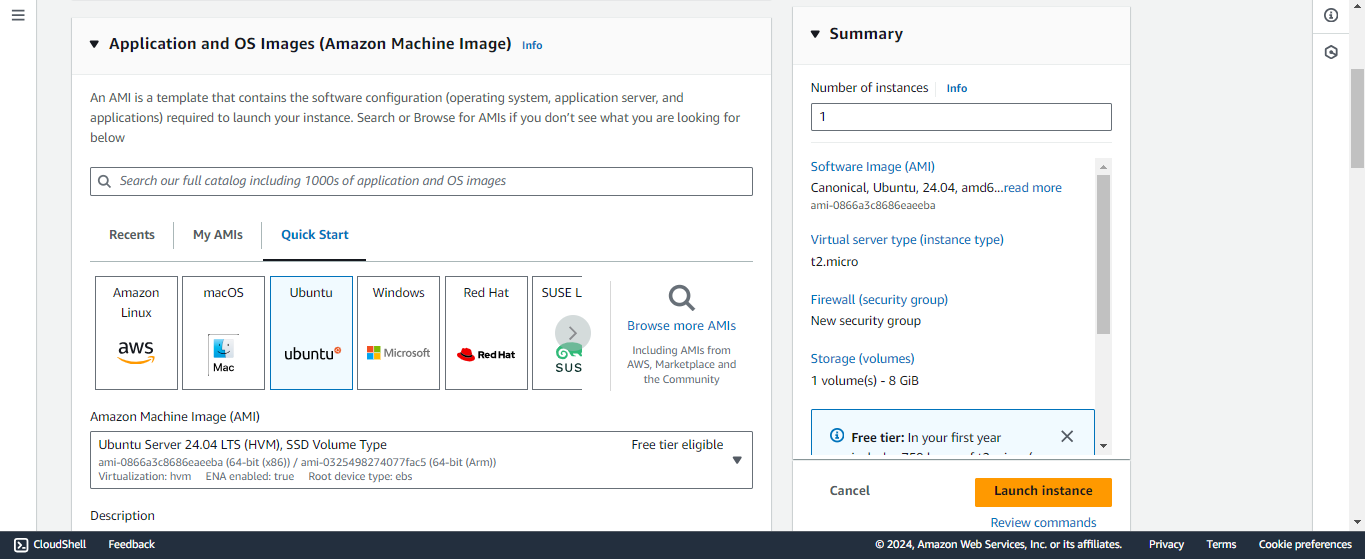 Application and OS Images (Amazon Machine Image) Info
An AMI is a template that contains the software configuration (operating system, application server, and
applications) required to launch your instance. Search or Browse for AMIs if you don't see what you are looking for
below
Search our full catalog including 1000s of application and OS images
Recents
My AMIs
Quick Start
Amazon
Linux
aws
macOS
Mac
Ubuntu
ubuntu
Windows
Microsoft
Red Hat
Red Hat
SUSE L
SUS
Browse more AMIs
Including AMIs from
AWS, Marketplace and
the Community
Amazon Machine Image (AMI)
Ubuntu Server 24.04 LTS (HVM), SSD Volume Type
Free tier eligible
ami-0866a3c8686eaeeba (64-bit (x86)) / ami-0325498274077fac5 (64-bit (Arm))
Virtualization: hvm ENA enabled: true Root device type: ebs
Description
Summary
Number of instances Info
1
Software Image (AMI)
Canonical, Ubuntu, 24.04, amd6...read more
ami-0866a3c8686eaeeba
Virtual server type (instance type)
t2.micro
Firewall (security group)
New security group
Storage (volumes)
1 volume(s) - 8 GiB
Free tier: In your first year
Cancel
Launch instance
Review commands
CloudShell
Feedback
© 2024, Amazon Web Services, Inc. or its affiliates.
Privacy
Terms
Cookie preferences